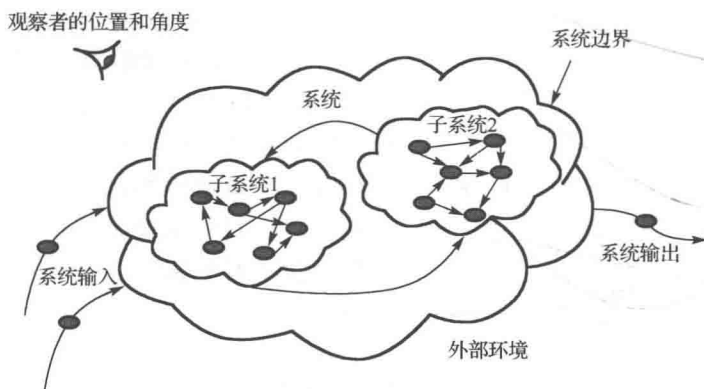 观察者的位置和角度
系统边界
系统
子系统2
子系统1
系统输入
系统输出
外部环境